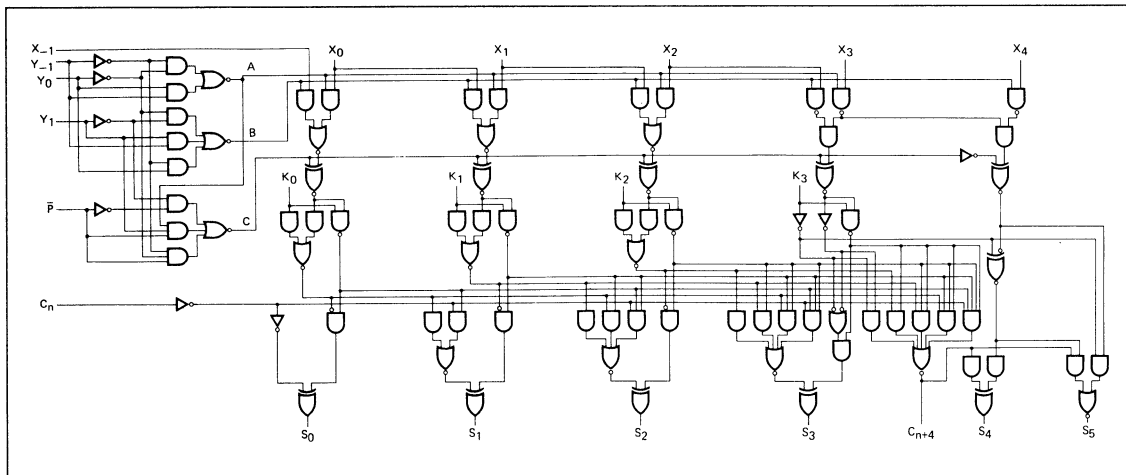 X-1
Y-1
Y0
Y1
P̅
Cn
A
B
C
X0
X1
X2
X3
X4
K0
K1
K2
K3
S0
S1
S2
S3
Cn+4
S4
S5